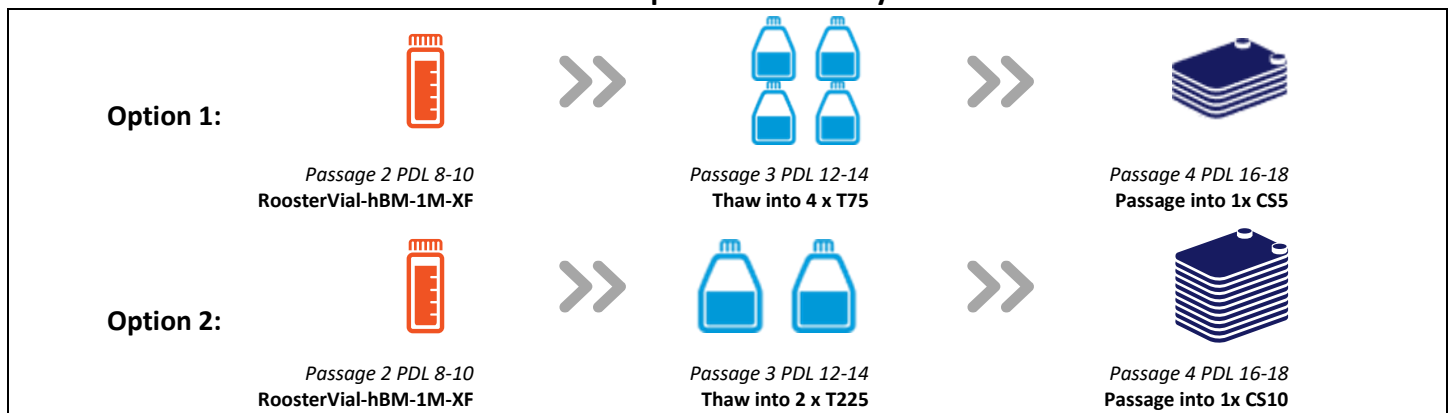 Option 1:
Passage 2 PDL 8-10
RoosterVial-hBM-1M-XF
Passage 3 PDL 12-14
Thaw into 4 x T75
Passage 4 PDL 16-18
Passage into 1x CS5
Option 2:
Passage 2 PDL 8-10
RoosterVial-hBM-1M-XF
Passage 3 PDL 12-14
Thaw into 2 x T225
Passage 4 PDL 16-18
Passage into 1x CS10